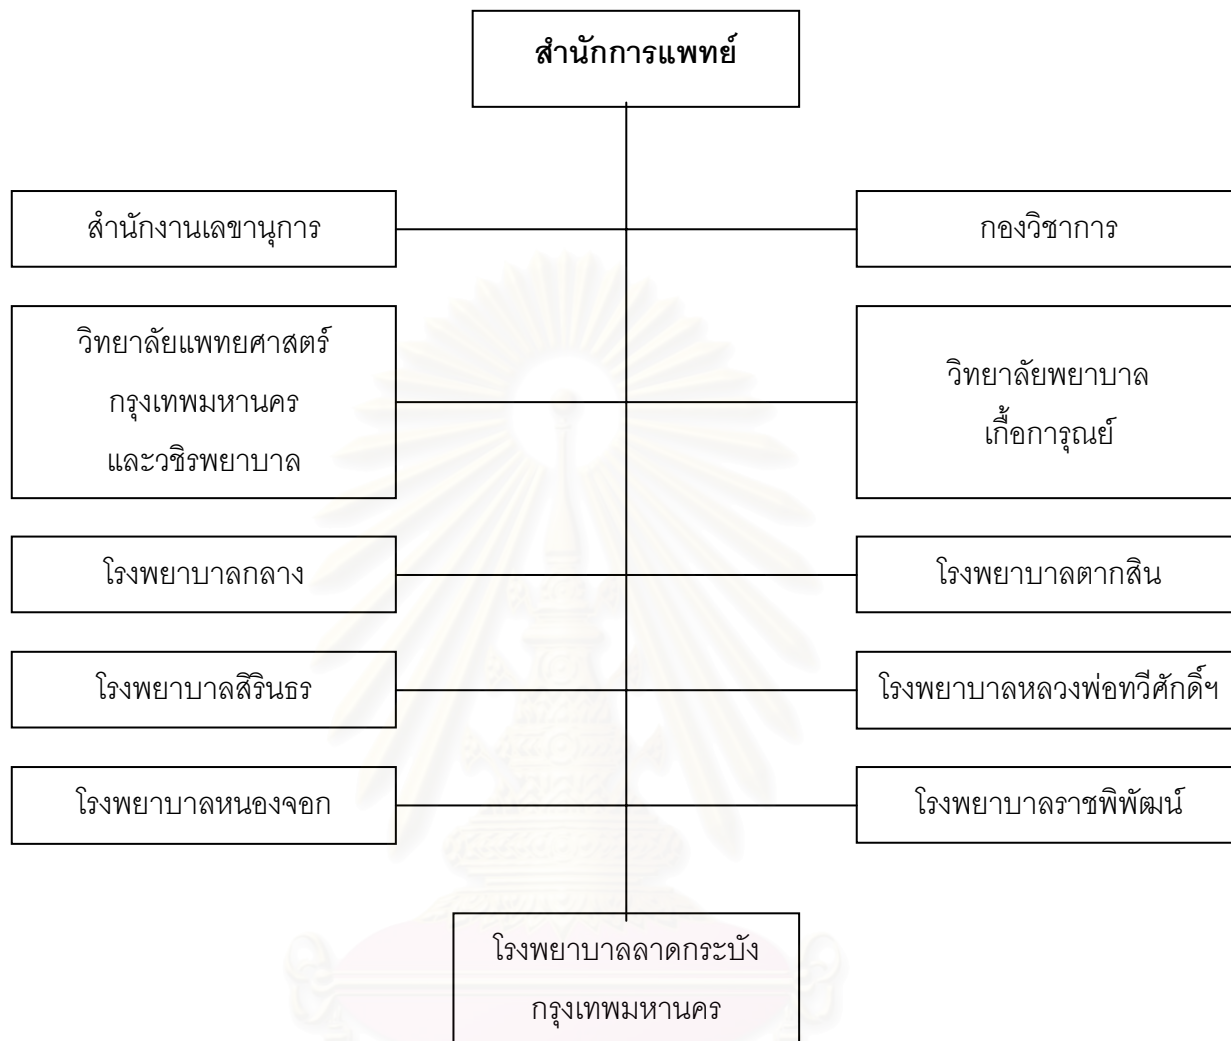 สำนักการแพทย์
สำนักงานเลขานุการ
กองวิชาการ
วิทยาลัยแพทยศาสตร์
กรุงเทพมหานคร
และวชิรพยาบาล
วิทยาลัยพยาบาล
เกื้อการุณย์
โรงพยาบาลกลาง
โรงพยาบาลตากสิน
โรงพยาบาลสิรินธร
โรงพยาบาลหลวงพ่อทวีศักดิ์ฯ
โรงพยาบาลหนองจอก
โรงพยาบาลราชพิพัฒน์
โรงพยาบาลลาดกระบัง
กรุงเทพมหานคร